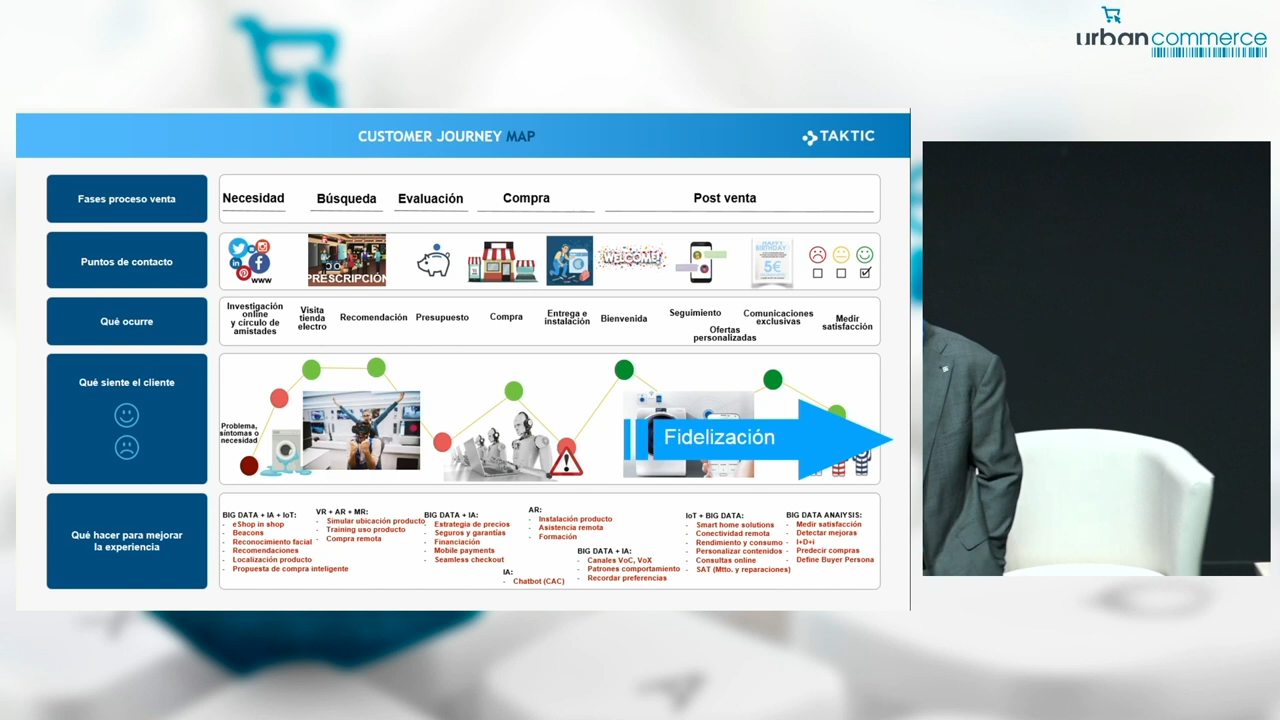 urbancommerce
CUSTOMER JOURNEY MAP
TAKTIC
Fases proceso venta
Necesidad
Búsqueda
Evaluación
Compra
Post venta
Puntos de contacto
in
f
www
PRESCRIPCIÓN
WELCOME!
HAPPY
BIRTHDAY!
5€
Qué ocurre
Investigación
online
y círculo de
amistades
Visita
tienda
electro
Recomendación
Presupuesto
Compra
Entrega e
instalación
Bienvenida
Seguimiento
Ofertas
personalizadas
Comunicaciones
exclusivas
Medir
satisfacción
Qué siente el cliente
Problema,
síntomas o
necesidad
Fidelización
Qué hacer para mejorar
la experiencia
BIG DATA + IA + IoT:
- eShop in shop
- Beacons
- Reconocimiento facial
- Recomendaciones
- Localización producto
- Propuesta de compra inteligente
VR + AR + MR:
- Simular ubicación producto
- Training uso producto
- Compra remota
BIG DATA + IA:
- Estrategia de precios
- Seguros y garantías
- Financiación
- Mobile payments
- Seamless checkout
IA:
- Chatbot (CAC)
AR:
- Instalación producto
- Asistencia remota
- Formación
BIG DATA + IA:
- Canales VoC, VoX
- Patrones comportamiento
- Recordar preferencias
IoT + BIG DATA:
- Smart home solutions
- Conectividad remota
- Rendimiento y consumo
- Personalizar contenidos
- Consultas online
- SAT (Mtto. y reparaciones)
BIG DATA ANALYSIS:
- Medir satisfacción
- Detectar mejoras
- I+D+i
- Predecir compras
- Define Buyer Persona